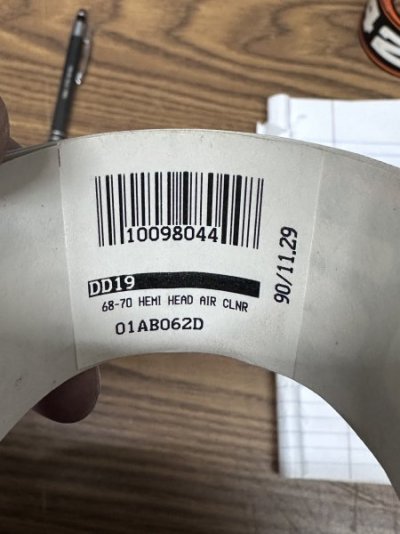 10098044
DD19
68-70 HEMI HEAD AIR CLNR
01AB062D
90/11.29